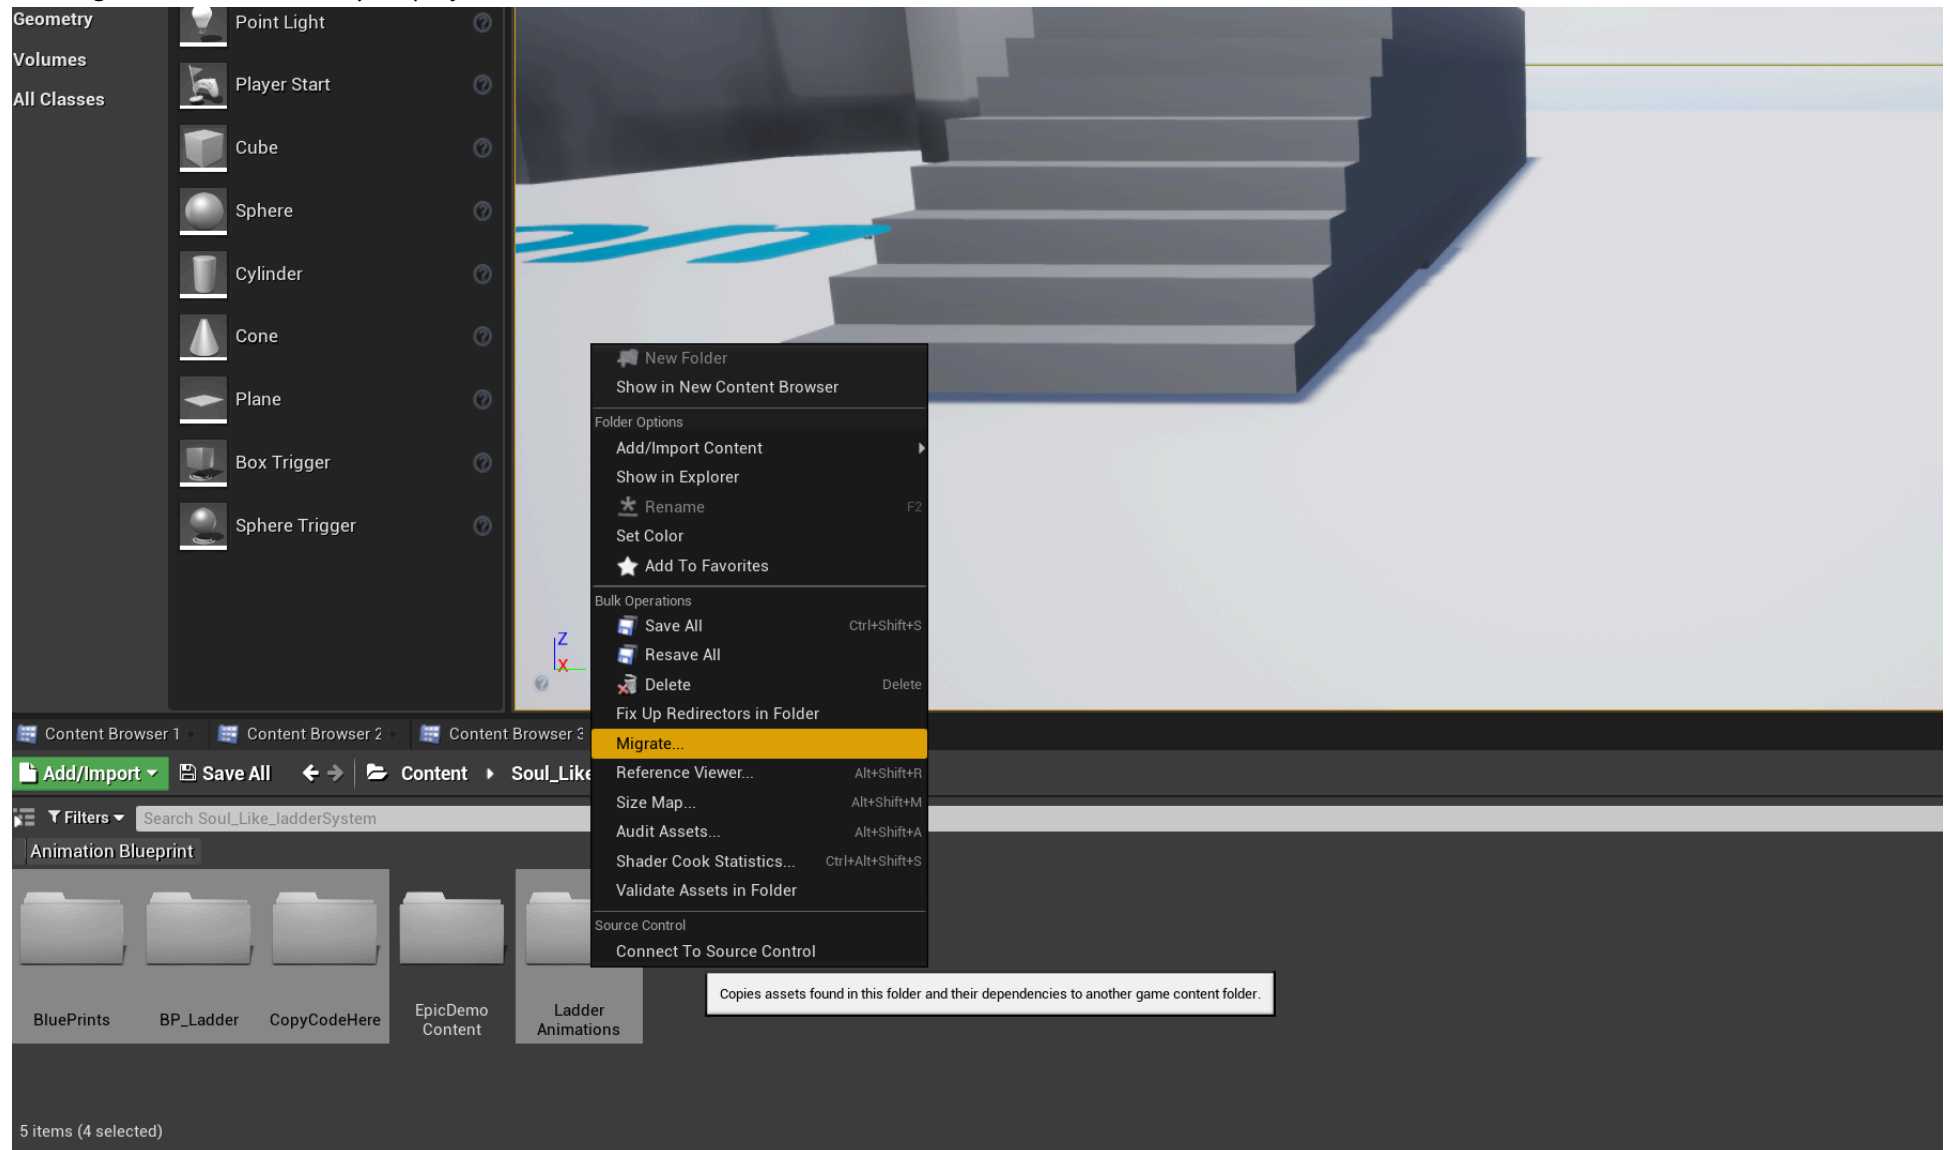 Geometry
Volumes
All Classes
Point Light
Player Start
Cube
Sphere
Cylinder
Cone
Plane
Box Trigger
Sphere Trigger
Z
X
New Folder
Show in New Content Browser
Folder Options
Add/Import Content
Show in Explorer
Rename F2
Set Color
Add To Favorites
Bulk Operations
Save All Ctrl+Shift+S
Resave All
Delete Delete
Fix Up Redirectors in Folder
Migrate...
Reference Viewer... Alt+Shift+R
Size Map... Alt+Shift+M
Audit Assets... Alt+Shift+A
Shader Cook Statistics... Ctrl+Alt+Shift+S
Validate Assets in Folder
Source Control
Connect To Source Control
Copies assets found in this folder and their dependencies to another game content folder.
Content Browser 1 Content Browser 2 Content Browser 3
Add/Import Save All Content Soul_Like
Filters Search Soul_Like_ladderSystem
Animation Blueprint
BluePrints
BP_Ladder
CopyCodeHere
EpicDemo
Content
Ladder
Animations
5 items (4 selected)